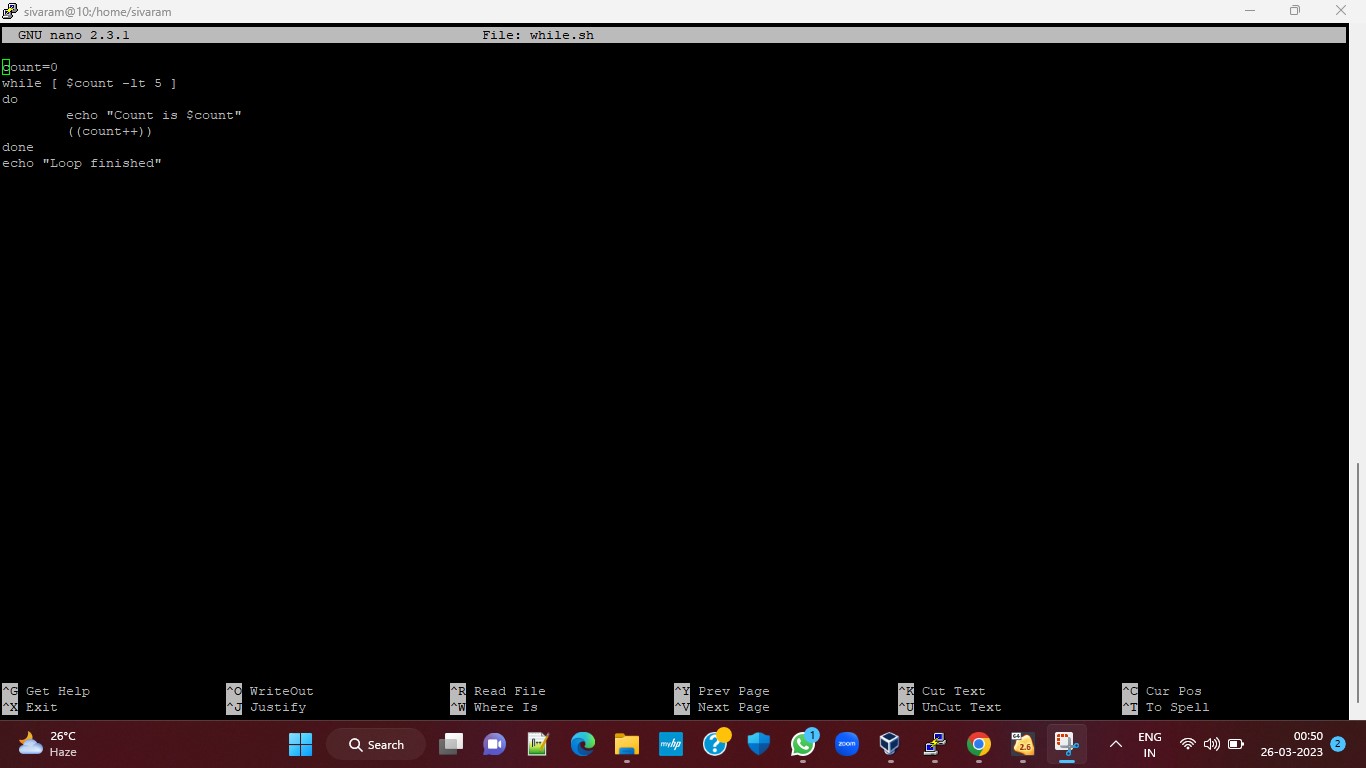 sivaram@10:/home/sivaram
GNU nano 2.3.1 File: while.sh
count=0
while [ $count -lt 5 ]
do
echo "Count is $count"
((count++))
done
echo "Loop finished"
^G Get Help ^O WriteOut ^R Read File ^Y Prev Page ^K Cut Text ^C Cur Pos
^X Exit ^J Justify ^W Where Is ^V Next Page ^U UnCut Text ^T To Spell
26°C
Haze
Search
myhp
1
zoom
64
2.6
ENG
IN
00:50
26-03-2023
2